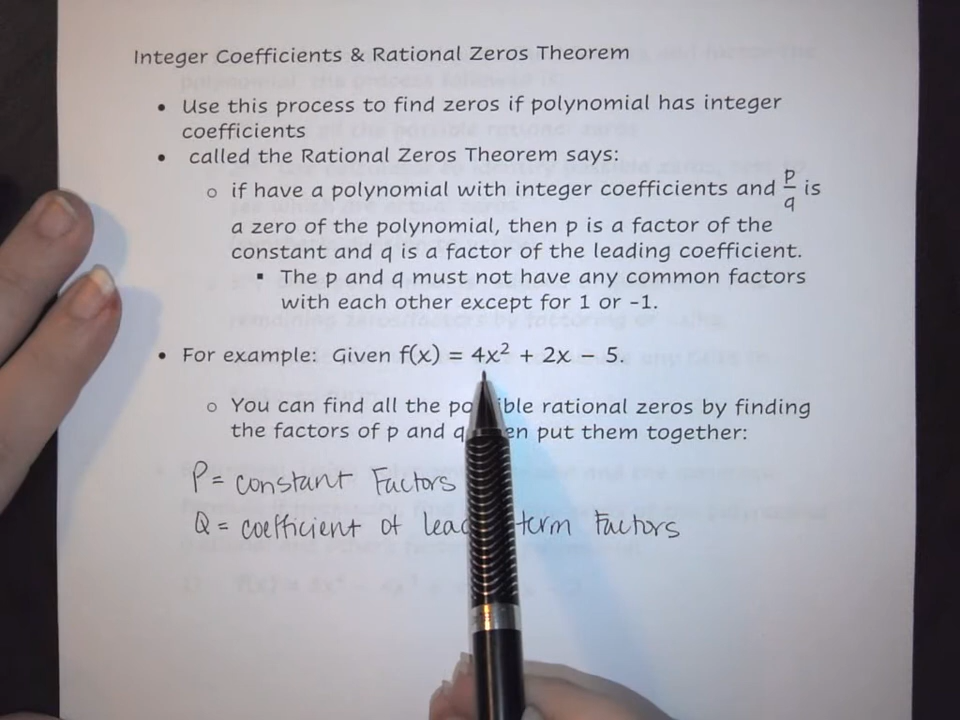 Integer Coefficients & Rational Zeros Theorem
• Use this process to find zeros if polynomial has integer
coefficients
• called the Rational Zeros Theorem says:
o if have a polynomial with integer coefficients and p/q is
a zero of the polynomial, then p is a factor of the
constant and q is a factor of the leading coefficient.
▪ The p and q must not have any common factors
with each other except for 1 or -1.
• For example: Given f(x) = 4x² + 2x − 5.
o You can find all the rational zeros by finding
the factors of p and q put them together:
P = constant Factors
Q = coefficient of term Factors